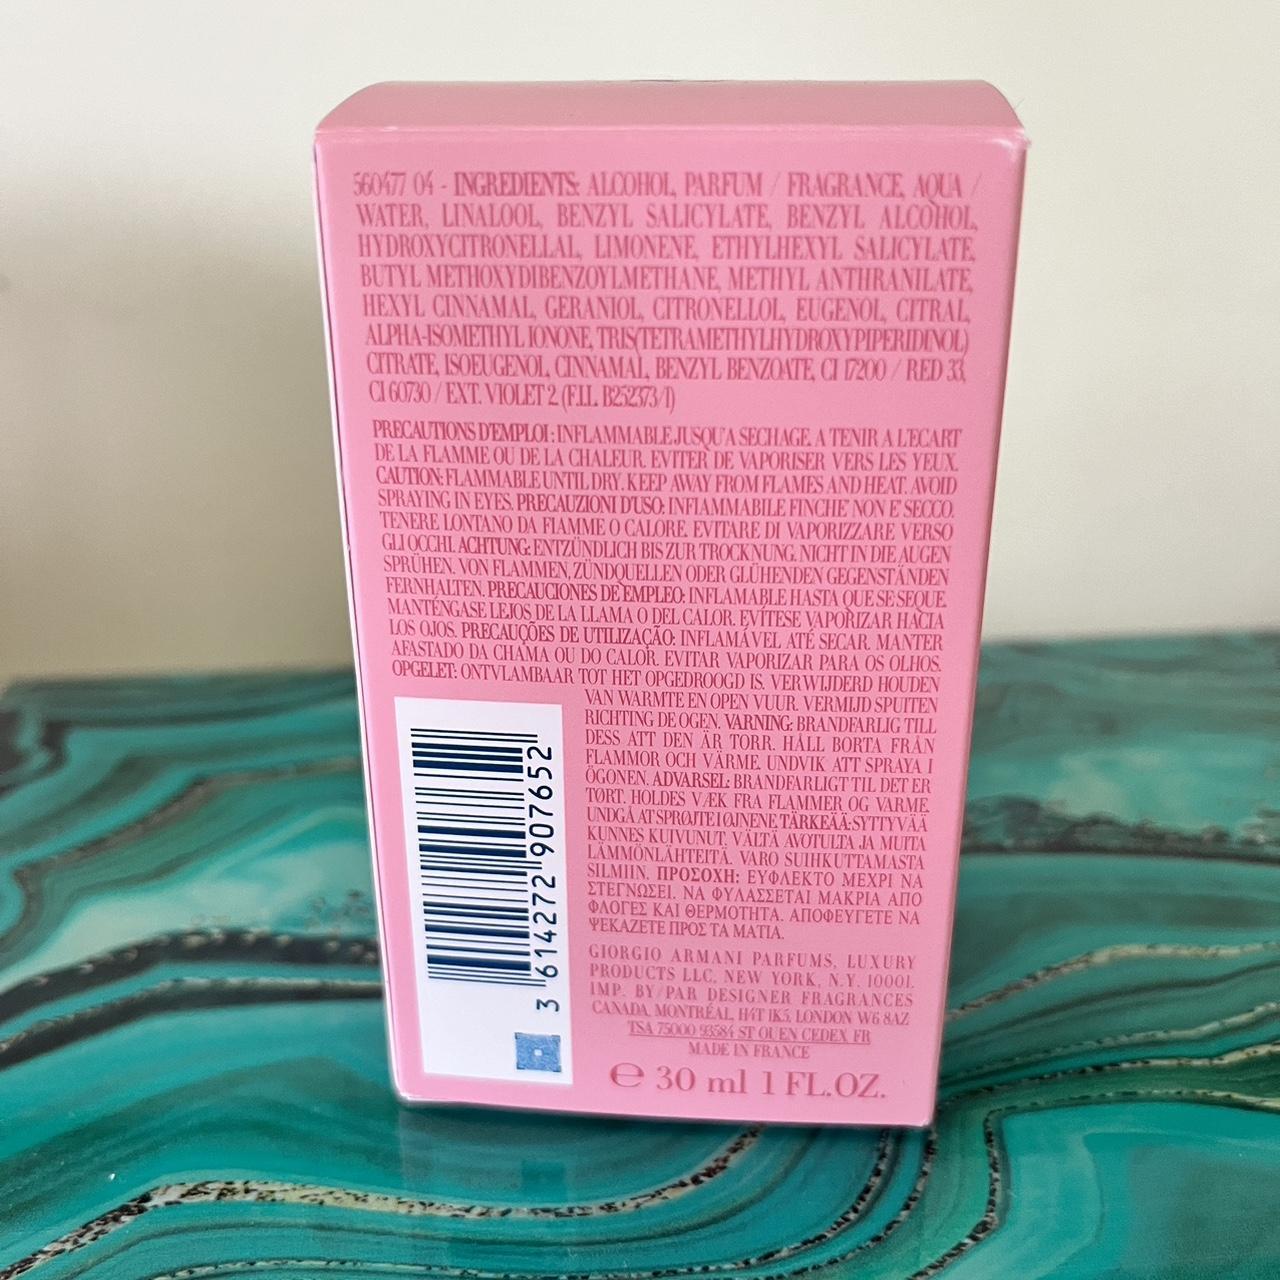 560477 04 - INGREDIENTS: ALCOHOL, PARFUM / FRAGRANCE, AQUA /
WATER, LINALOOL, BENZYL SALICYLATE, BENZYL ALCOHOL,
HYDROXYCITRONELLAL, LIMONENE, ETHYLHEXYL SALICYLATE,
BUTYL METHOXYDIBENZOYLMETHANE, METHYL ANTHRANILATE,
HEXYL CINNAMAL, GERANIOL, CITRONELLOL, EUGENOL, CITRAL,
ALPHA-ISOMETHYL IONONE, TRIS(TETRAMETHYLHYDROXYPIPERIDINOL)
CITRATE, ISOEUGENOL, CINNAMAL, BENZYL BENZOATE, CI 17200 / RED 33,
CI 60730 / EXT. VIOLET 2. (F.I.L. B252373/1)
PRECAUTIONS D'EMPLOI : INFLAMMABLE JUSQU'A SECHAGE. A TENIR A L'ECART
DE LA FLAMME OU DE LA CHALEUR. EVITER DE VAPORISER VERS LES YEUX.
CAUTION: FLAMMABLE UNTIL DRY. KEEP AWAY FROM FLAMES AND HEAT. AVOID
SPRAYING IN EYES. PRECAUZIONI D'USO: INFIAMMABILE FINCHE' NON E' SECCO.
TENERE LONTANO DA FIAMME O CALORE. EVITARE DI VAPORIZZARE VERSO
GLI OCCHI. ACHTUNG: ENTZÜNDLICH BIS ZUR TROCKNUNG. NICHT IN DIE AUGEN
SPRÜHEN. VON FLAMMEN, ZÜNDQUELLEN ODER GLÜHENDEN GEGENSTÄNDEN
FERNHALTEN. PRECAUCIONES DE EMPLEO: INFLAMABLE HASTA QUE SE SEQUE.
MANTÉNGASE LEJOS DE LA LLAMA O DEL CALOR. EVÍTESE VAPORIZAR HACIA
LOS OJOS. PRECAUÇÕES DE UTILIZAÇÃO: INFLAMÁVEL ATÉ SECAR. MANTER
AFASTADO DA CHAMA OU DO CALOR. EVITAR VAPORIZAR PARA OS OLHOS.
OPGELET: ONTVLAMBAAR TOT HET OPGEDROOGD IS. VERWIJDERD HOUDEN
VAN WARMTE EN OPEN VUUR. VERMIJD SPUITEN
RICHTING DE OGEN. VARNING: BRANDFARLIG TILL
DESS ATT DEN ÄR TORR. HÅLL BORTA FRÅN
FLAMMOR OCH VÄRME. UNDVIK ATT SPRAYA I
ÖGONEN. ADVARSEL: BRANDFARLIGT TIL DET ER
TØRT. HOLDES VÆK FRA FLAMMER OG VARME.
UNDGÅ AT SPRØJTE I ØJNENE. TÄRKEÄÄ: SYTTYVÄÄ
KUNNES KUIVUNUT. VÄLTÄ AVOTULTA JA MUITA
LÄMMÖNLÄHTEITÄ. VARO SUIHKUTTAMASTA
SILMIIN. ΠΡΟΣΟΧΗ: ΕΥΦΛΕΚΤΟ ΜΕΧΡΙ ΝΑ
ΣΤΕΓΝΩΣΕΙ. ΝΑ ΦΥΛΑΣΣΕΤΑΙ ΜΑΚΡΙΑ ΑΠΟ
ΦΛΟΓΕΣ ΚΑΙ ΘΕΡΜΟΤΗΤΑ. ΑΠΟΦΕΥΓΕΤΕ ΝΑ
ΨΕΚΑΖΕΤΕ ΠΡΟΣ ΤΑ ΜΑΤΙΑ.
3 614272 907652
GIORGIO ARMANI PARFUMS, LUXURY
PRODUCTS LLC, NEW YORK, N.Y. 10001.
IMP. BY/PAR DESIGNER FRAGRANCES
CANADA, MONTRÉAL, H4T 1K5, LONDON W6 8AZ
TSA 75000 93584 ST OUEN CEDEX, FR
MADE IN FRANCE
℮ 30 ml 1 FL.OZ.